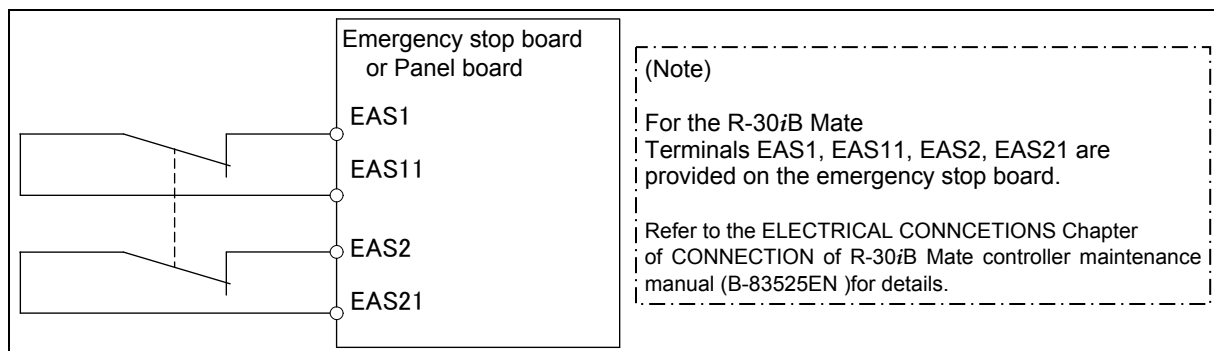 Emergency stop board
or Panel board
EAS1
EAS11
EAS2
EAS21
(Note)
For the R-30iB Mate
Terminals EAS1, EAS11, EAS2, EAS21 are
provided on the emergency stop board.
Refer to the ELECTRICAL CONNCETIONS Chapter
of CONNECTION of R-30iB Mate controller maintenance
manual (B-83525EN )for details.